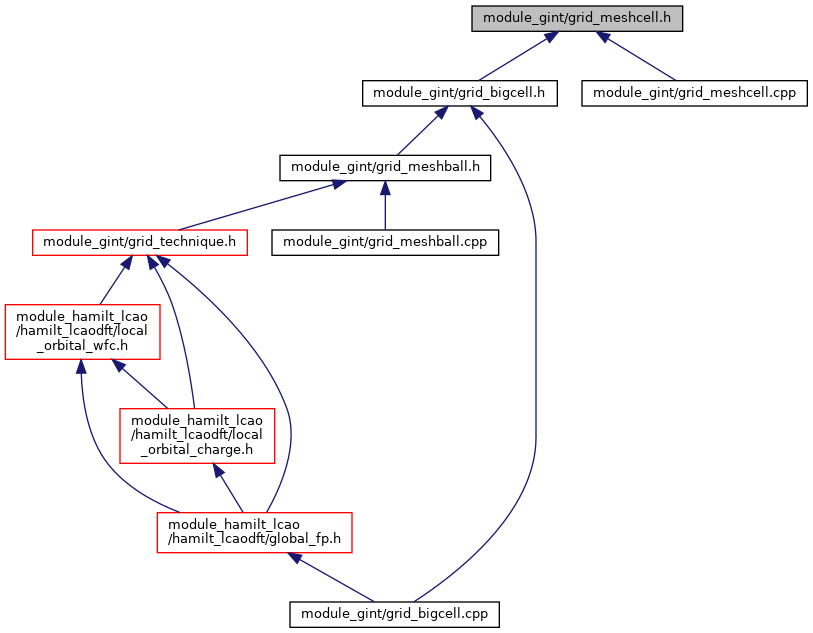 module_gint/grid_meshcell.h
module_gint/grid_bigcell.h
module_gint/grid_meshcell.cpp
module_gint/grid_meshball.h
module_gint/grid_technique.h
module_gint/grid_meshball.cpp
module_hamilt_lcao
/hamilt_lcaodft/local
_orbital_wfc.h
module_hamilt_lcao
/hamilt_lcaodft/local
_orbital_charge.h
module_hamilt_lcao
/hamilt_lcaodft/global_fp.h
module_gint/grid_bigcell.cpp